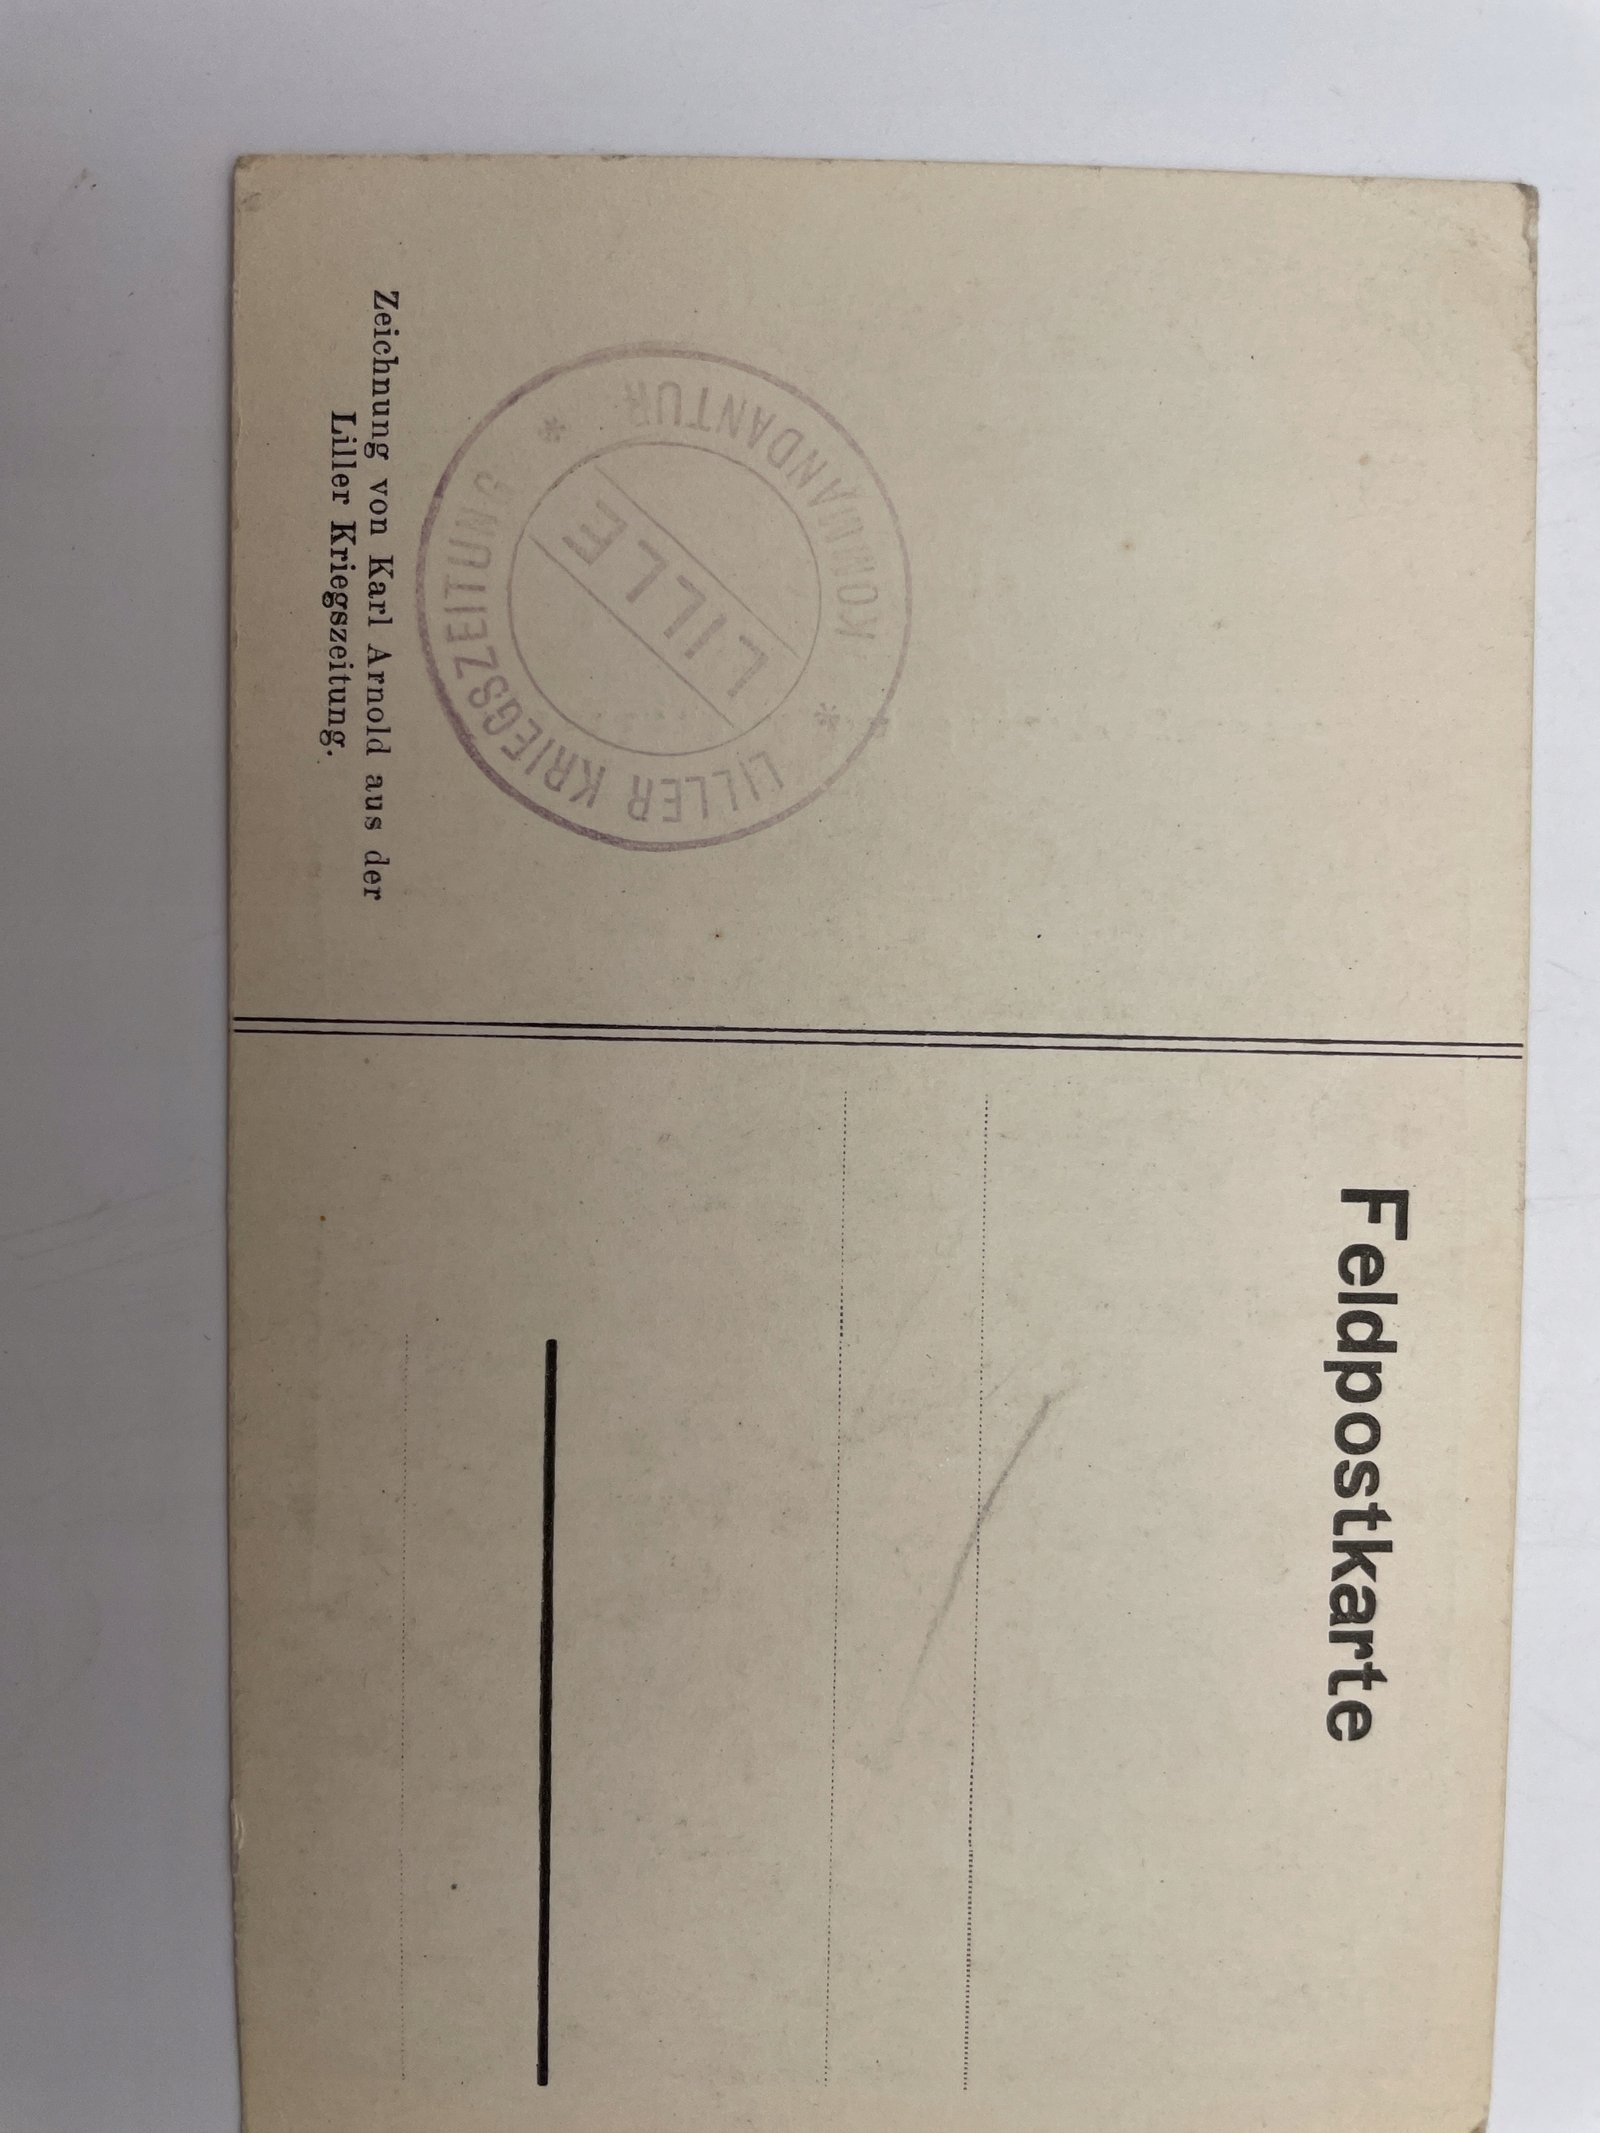 Feldpostkarte
KOMMANDANTUR
LILLE
* LILLER KRIEGSZEITUNG *
Zeichnung von Karl Arnold aus der
Liller Kriegszeitung.